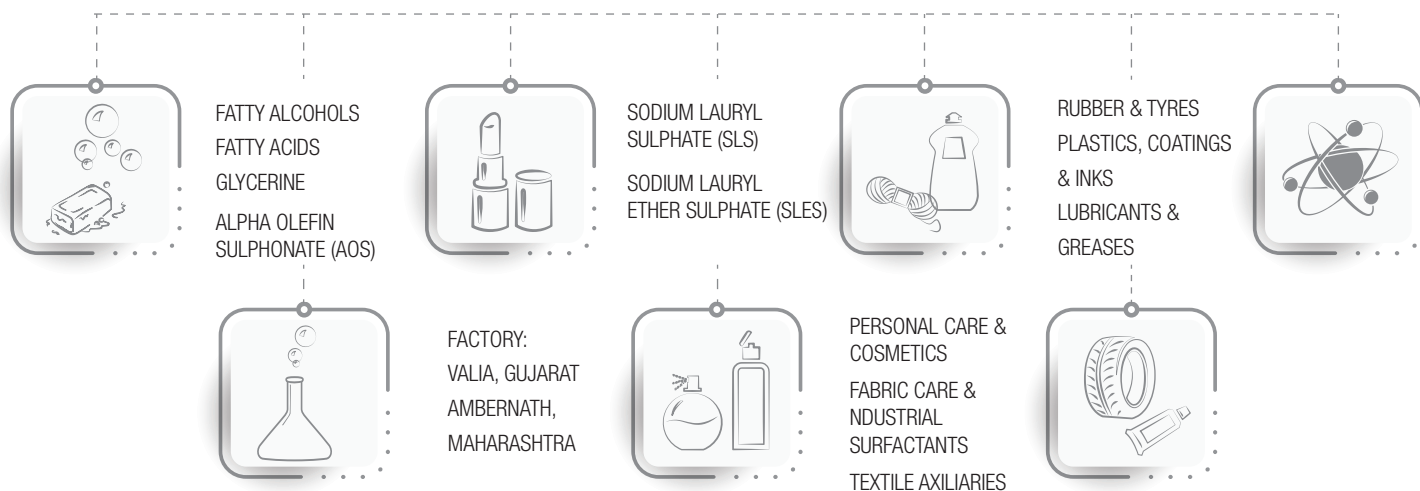 FATTY ALCOHOLS
FATTY ACIDS
GLYCERINE
ALPHA OLEFIN
SULPHONATE (AOS)
SODIUM LAURYL
SULPHATE (SLS)
SODIUM LAURYL
ETHER SULPHATE (SLES)
RUBBER & TYRES
PLASTICS, COATINGS
& INKS
LUBRICANTS &
GREASES
FACTORY:
VALIA, GUJARAT
AMBERNATH,
MAHARASHTRA
PERSONAL CARE &
COSMETICS
FABRIC CARE &
NDUSTRIAL
SURFACTANTS
TEXTILE AXILIARIES